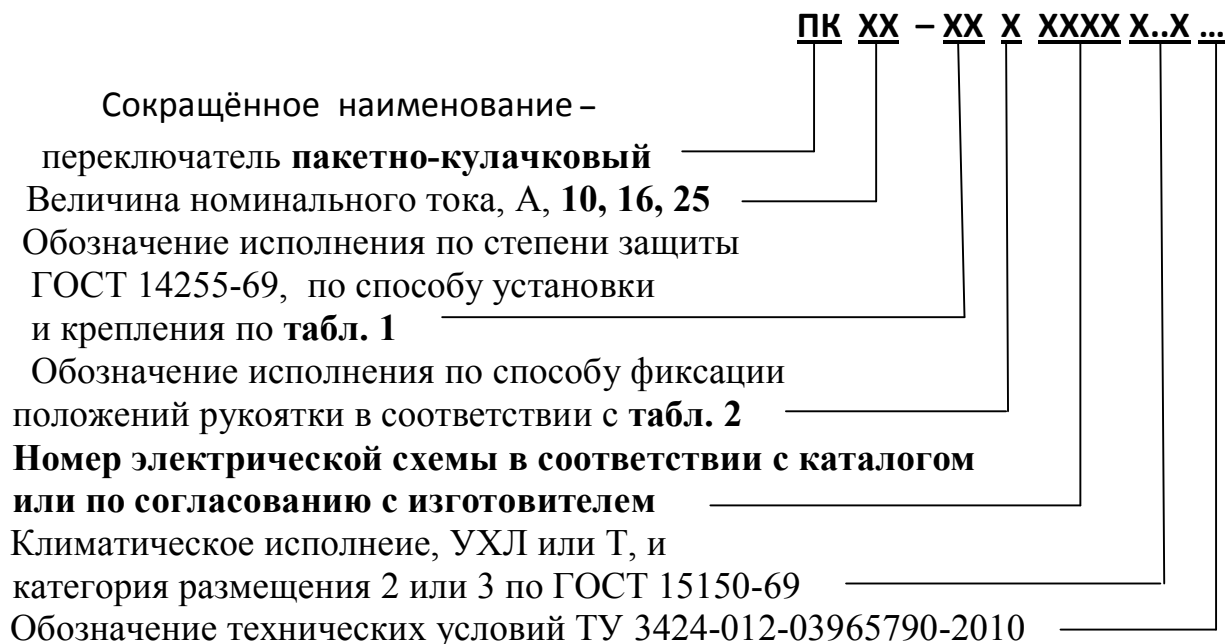 ПК ХХ – ХХ Х ХХХХ Х..Х ...
Сокращённое наименование –
переключатель пакетно-кулачковый
Величина номинального тока, А, 10, 16, 25
Обозначение исполнения по степени защиты
ГОСТ 14255-69, по способу установки
и крепления по табл. 1
Обозначение исполнения по способу фиксации
положений рукоятки в соответствии с табл. 2
Номер электрической схемы в соответствии с каталогом
или по согласованию с изготовителем
Климатическое исполнеие, УХЛ или Т, и
категория размещения 2 или 3 по ГОСТ 15150-69
Обозначение технических условий ТУ 3424-012-03965790-2010